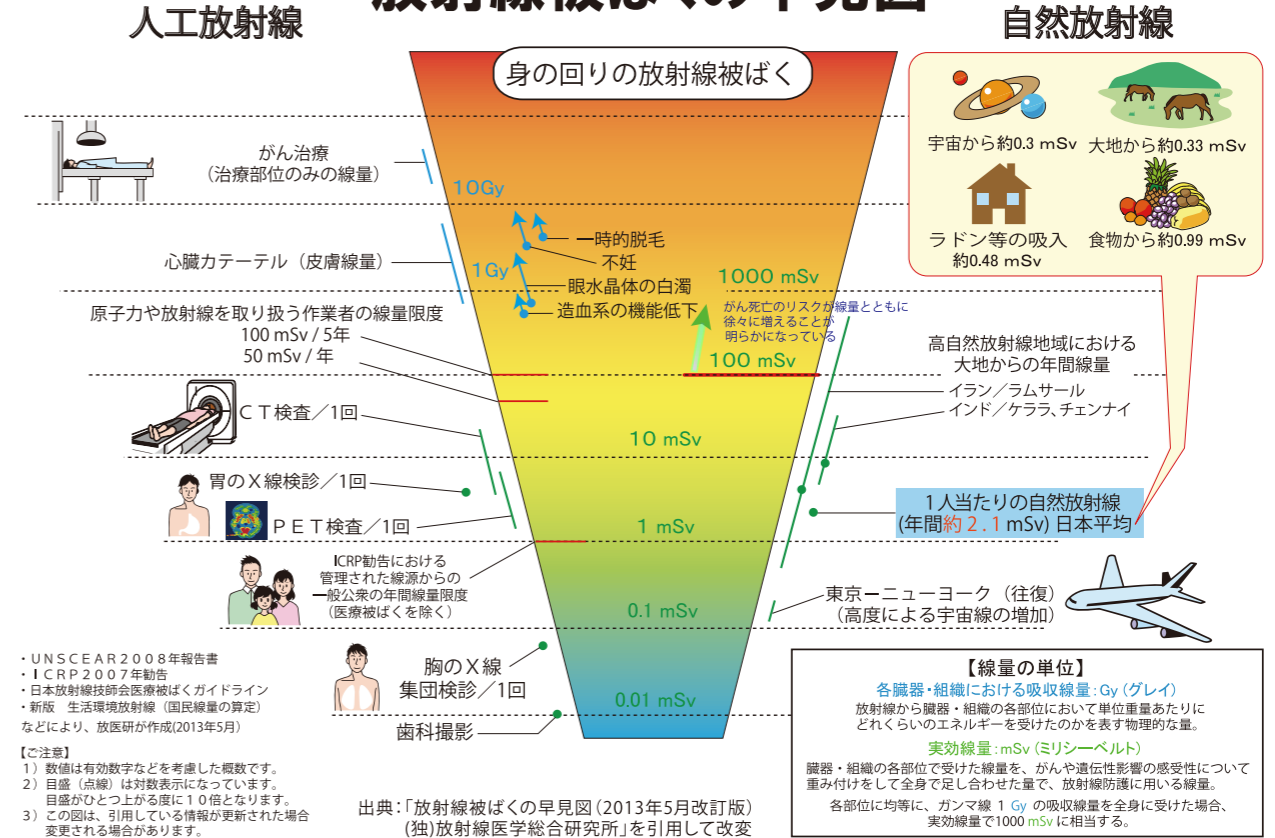 放射線被ばくの早見図
人工放射線
自然放射線
身の回りの放射線被ばく
宇宙から約0.3 mSv
大地から約0.33 mSv
ラドン等の吸入
約0.48 mSv
食物から約0.99 mSv
がん治療
(治療部位のみの線量)
10Gy
心臓カテーテル(皮膚線量)
1Gy
一時的脱毛
不妊
眼水晶体の白濁
造血系の機能低下
1000 mSv
がん死亡のリスクが線量とともに
徐々に増えることが
明らかになっている
100 mSv
原子力や放射線を取り扱う作業者の線量限度
100 mSv / 5年
50 mSv / 年
高自然放射線地域における
大地からの年間線量
イラン/ラムサール
インド/ケララ、チェンナイ
CT検査/1回
10 mSv
胃のX線検診/1回
PET検査/1回
1 mSv
1人当たりの自然放射線
(年間約2.1mSv)日本平均
ICRP勧告における
管理された線源からの
一般公衆の年間線量限度
(医療被ばくを除く)
0.1 mSv
東京ーニューヨーク(往復)
(高度による宇宙線の増加)
胸のX線
集団検診/1回
0.01 mSv
歯科撮影
・UNSCEAR2008年報告書
・ICRP2007年勧告
・日本放射線技師会医療被ばくガイドライン
・新版 生活環境放射線(国民線量の算定)
などにより、放医研が作成(2013年5月)
【ご注意】
1)数値は有効数字などを考慮した概数です。
2)目盛(点線)は対数表示になっています。
目盛がひとつ上がる度に10倍となります。
3)この図は、引用している情報が更新された場合
変更される場合があります。
出典:「放射線被ばくの早見図(2013年5月改訂版)
(独)放射線医学総合研究所」を引用して改変
【線量の単位】
各臓器・組織における吸収線量:Gy(グレイ)
放射線から臓器・組織の各部位において単位重量あたりに
どれくらいのエネルギーを受けたのかを表す物理的な量。
実効線量:mSv(ミリシーベルト)
臓器・組織の各部位で受けた線量を、がんや遺伝性影響の感受性について
重み付けをして全身で足し合わせた量で、放射線防護に用いる線量。
各部位に均等に、ガンマ線 1 Gy の吸収線量を全身に受けた場合、
実効線量で1000 mSv に相当する。